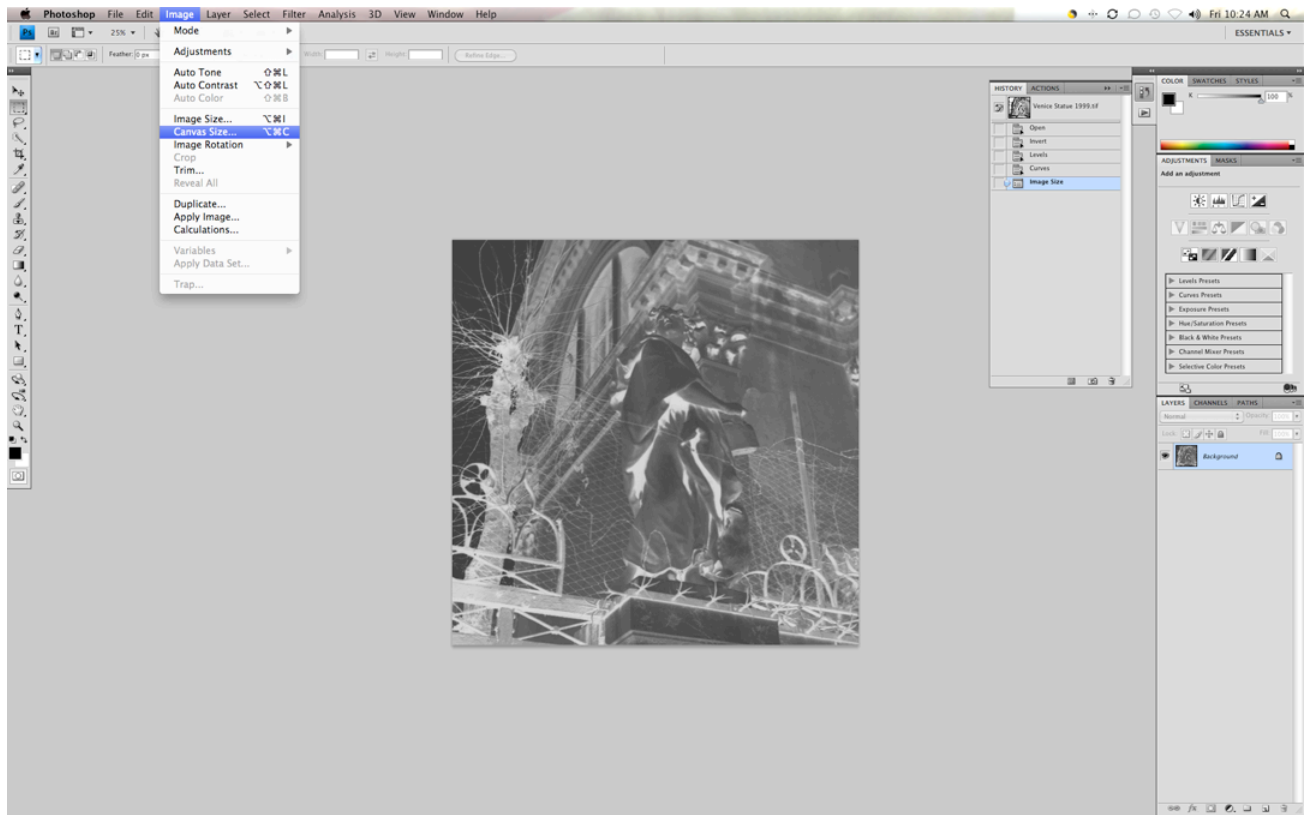 Photoshop File Edit Image Layer Select Filter Analysis 3D View Window Help Fri 10:24 AM
Ps Br 25% ESSENTIALS
Feather: 0 px Width: Height: Refine Edge...
Mode
Adjustments
Auto Tone ⇧⌘L
Auto Contrast ⌥⇧⌘L
Auto Color ⇧⌘B
Image Size... ⌥⌘I
Canvas Size... ⌥⌘C
Image Rotation
Crop
Trim...
Reveal All
Duplicate...
Apply Image...
Calculations...
Variables
Apply Data Set...
Trap...
HISTORY ACTIONS
Venice Statue 1999.tif
Open
Invert
Levels
Curves
Image Size
COLOR SWATCHES STYLES
K 100 %
ADJUSTMENTS MASKS
Add an adjustment
Levels Presets
Curves Presets
Exposure Presets
Hue/Saturation Presets
Black & White Presets
Channel Mixer Presets
Selective Color Presets
LAYERS CHANNELS PATHS
Normal Opacity: 100%
Lock: Fill: 100%
Background